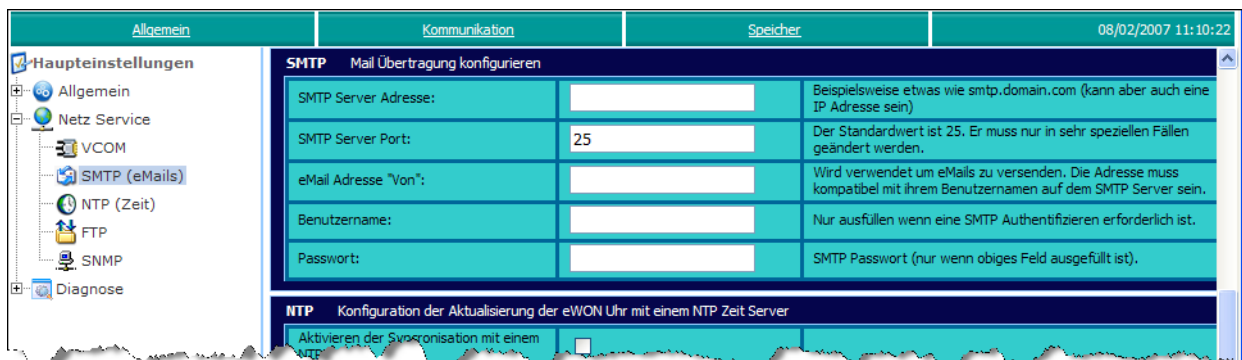 Allgemein
Kommunikation
Speicher
08/02/2007 11:10:22
Haupteinstellungen
Allgemein
Netz Service
VCOM
SMTP (eMails)
NTP (Zeit)
FTP
SNMP
Diagnose
SMTP Mail Übertragung konfigurieren
SMTP Server Adresse:
Beispielsweise etwas wie smtp.domain.com (kann aber auch eine
IP Adresse sein)
SMTP Server Port:
25
Der Standardwert ist 25. Er muss nur in sehr speziellen Fällen
geändert werden.
eMail Adresse "Von":
Wird verwendet um eMails zu versenden. Die Adresse muss
kompatibel mit ihrem Benutzernamen auf dem SMTP Server sein.
Benutzername:
Nur ausfüllen wenn eine SMTP Authentifizieren erforderlich ist.
Passwort:
SMTP Passwort (nur wenn obiges Feld ausgefüllt ist).
NTP Konfiguration der Aktualisierung der eWON Uhr mit einem NTP Zeit Server
Aktivieren der Syncronisation mit einem
NTP